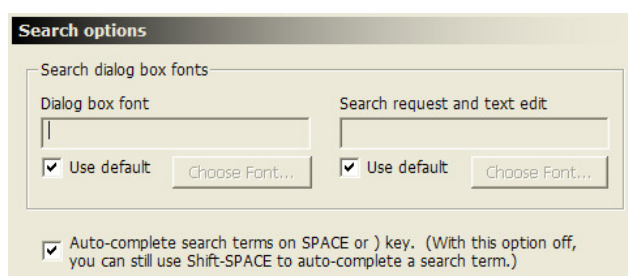 Search options
Search dialog box fonts
Dialog box font
Search request and text edit
Use default
Choose Font...
Use default
Choose Font...
Auto-complete search terms on SPACE or ) key.  (With this option off,
you can still use Shift-SPACE to auto-complete a search term.)